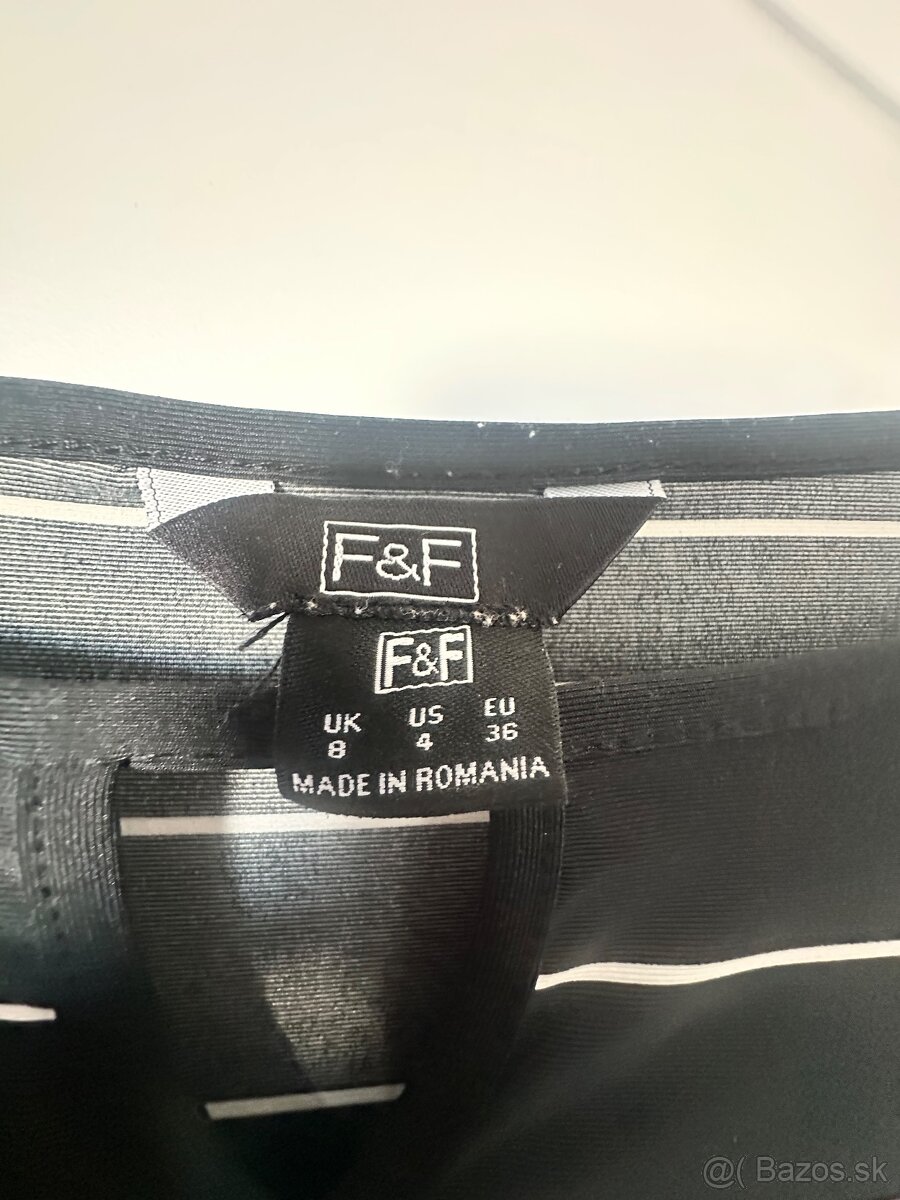 F&F
F&F
UK US EU
8 4 36
MADE IN ROMANIA
@( Bazos.sk